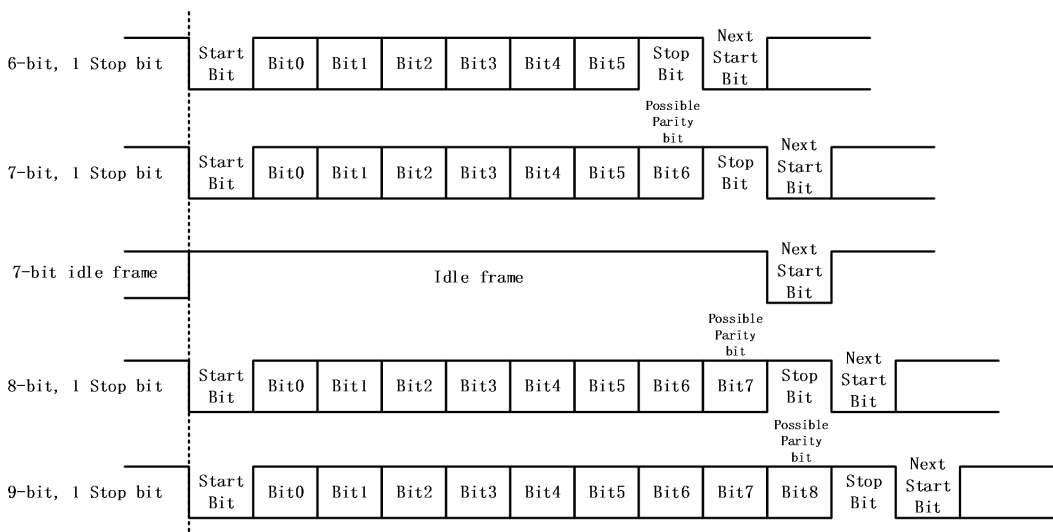 6-bit, 1 Stop bit
Start Bit
Bit0
Bit1
Bit2
Bit3
Bit4
Bit5
Stop Bit
Next Start Bit
Possible Parity bit
7-bit, 1 Stop bit
Start Bit
Bit0
Bit1
Bit2
Bit3
Bit4
Bit5
Bit6
Stop Bit
Next Start Bit
7-bit idle frame
Idle frame
Next Start Bit
Possible Parity bit
8-bit, 1 Stop bit
Start Bit
Bit0
Bit1
Bit2
Bit3
Bit4
Bit5
Bit6
Bit7
Stop Bit
Next Start Bit
Possible Parity bit
9-bit, 1 Stop bit
Start Bit
Bit0
Bit1
Bit2
Bit3
Bit4
Bit5
Bit6
Bit7
Bit8
Stop Bit
Next Start Bit